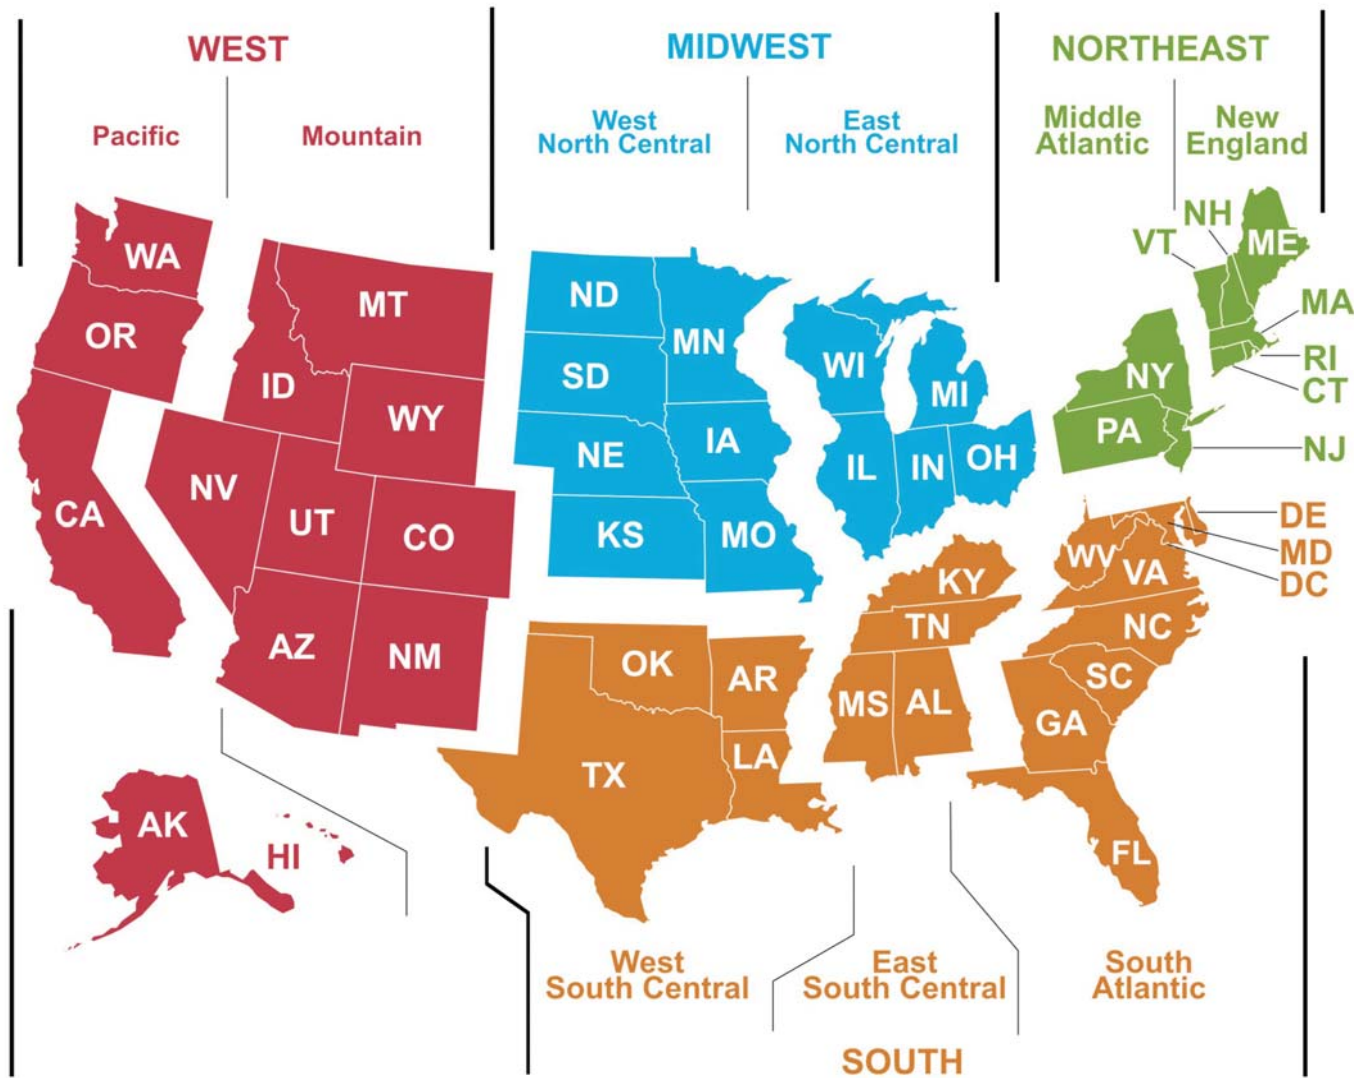 WEST
MIDWEST
NORTHEAST
Pacific
Mountain
West
North Central
East
North Central
Middle
Atlantic
New
England
WA
OR
CA
NV
ID
MT
WY
UT
CO
AZ
NM
AK
HI
ND
SD
NE
KS
MN
IA
MO
WI
MI
IL
IN
OH
NH
VT
ME
MA
RI
CT
NY
PA
NJ
DE
MD
DC
WV
VA
NC
SC
GA
FL
KY
TN
MS
AL
OK
AR
LA
TX
West
South Central
East
South Central
South
Atlantic
SOUTH